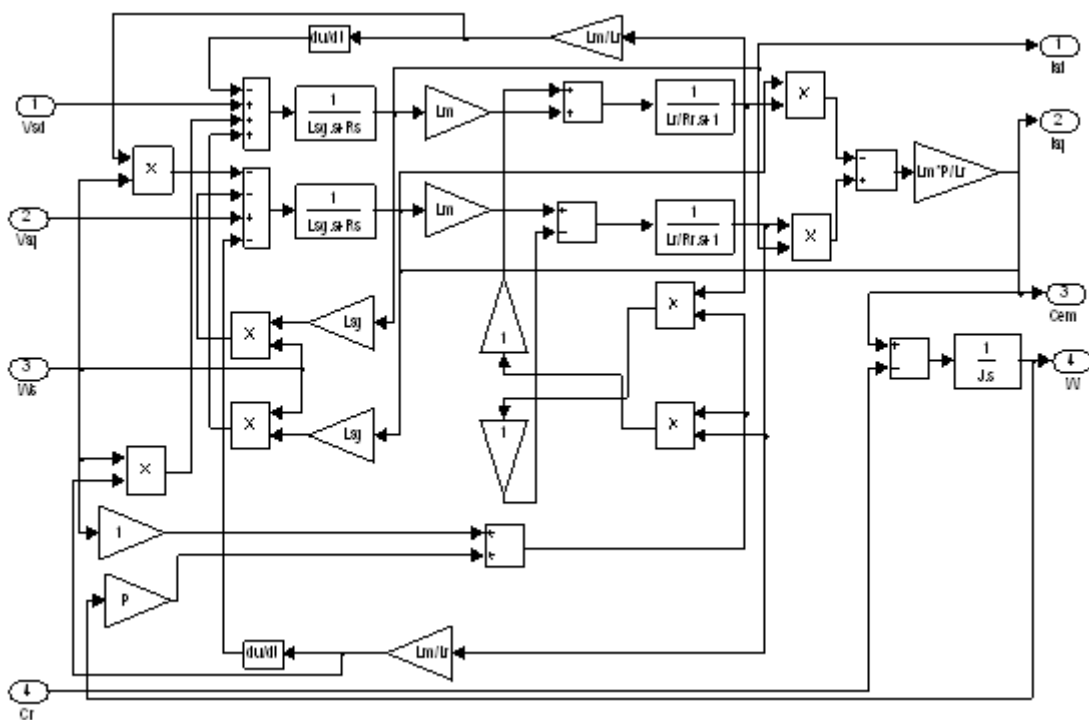 du/dt
Lm/Lr
1
Isd
1
Vsd
1
Lsg.s+Rs
Lm
1
Lr/Rr.s+1
X
2
Isq
X
Lm*P/Lr
2
Vsq
1
Lsg.s+Rs
Lm
1
Lr/Rr.s+1
X
X
Lsg
X
1
3
Cem
3
Ws
1
J.s
4
W
X
Lsg
1
X
X
1
P
du/dt
Lm/Lr
4
Cr